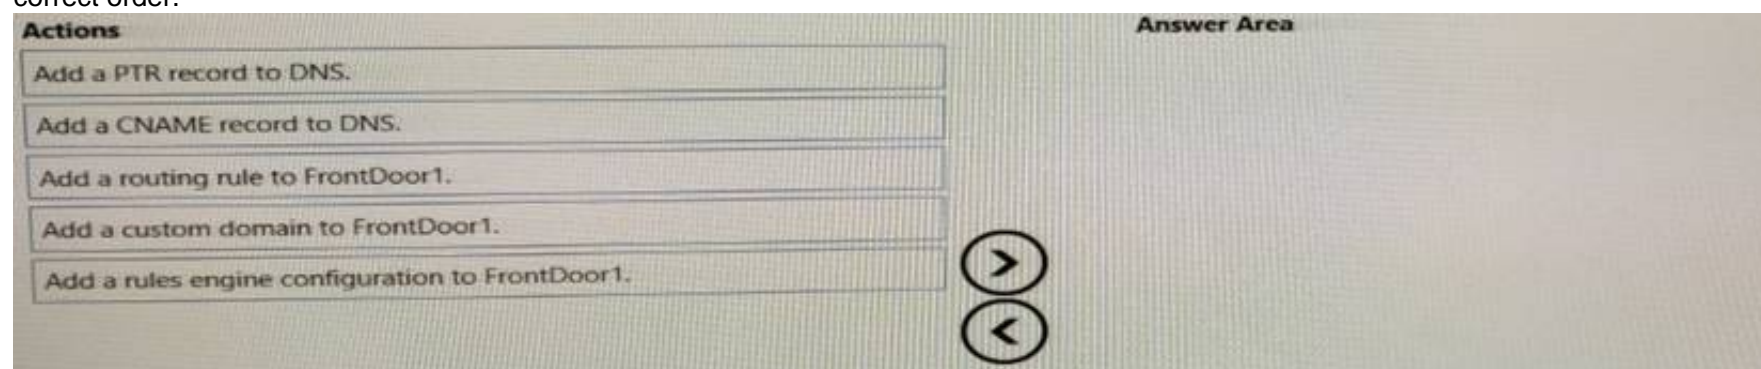 correct order.
Actions
Answer Area
Add a PTR record to DNS.
Add a CNAME record to DNS.
Add a routing rule to FrontDoor1.
Add a custom domain to FrontDoor1.
Add a rules engine configuration to FrontDoor1.